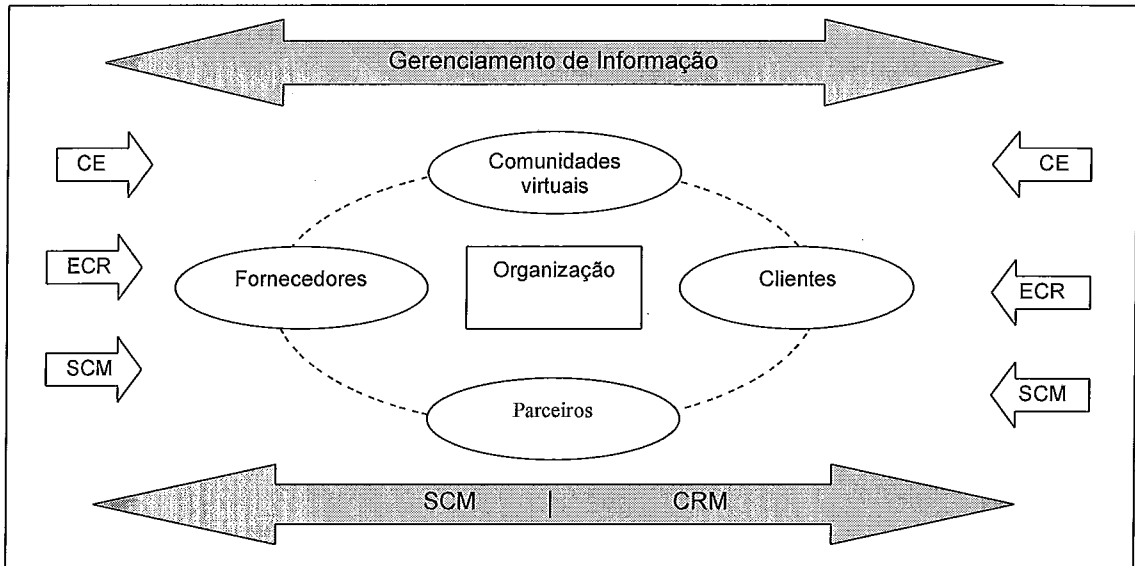 Gerenciamento de Informação
CE
Comunidades
virtuais
CE
ECR
Fornecedores
Organização
Clientes
ECR
SCM
SCM
Parceiros
SCM | CRM